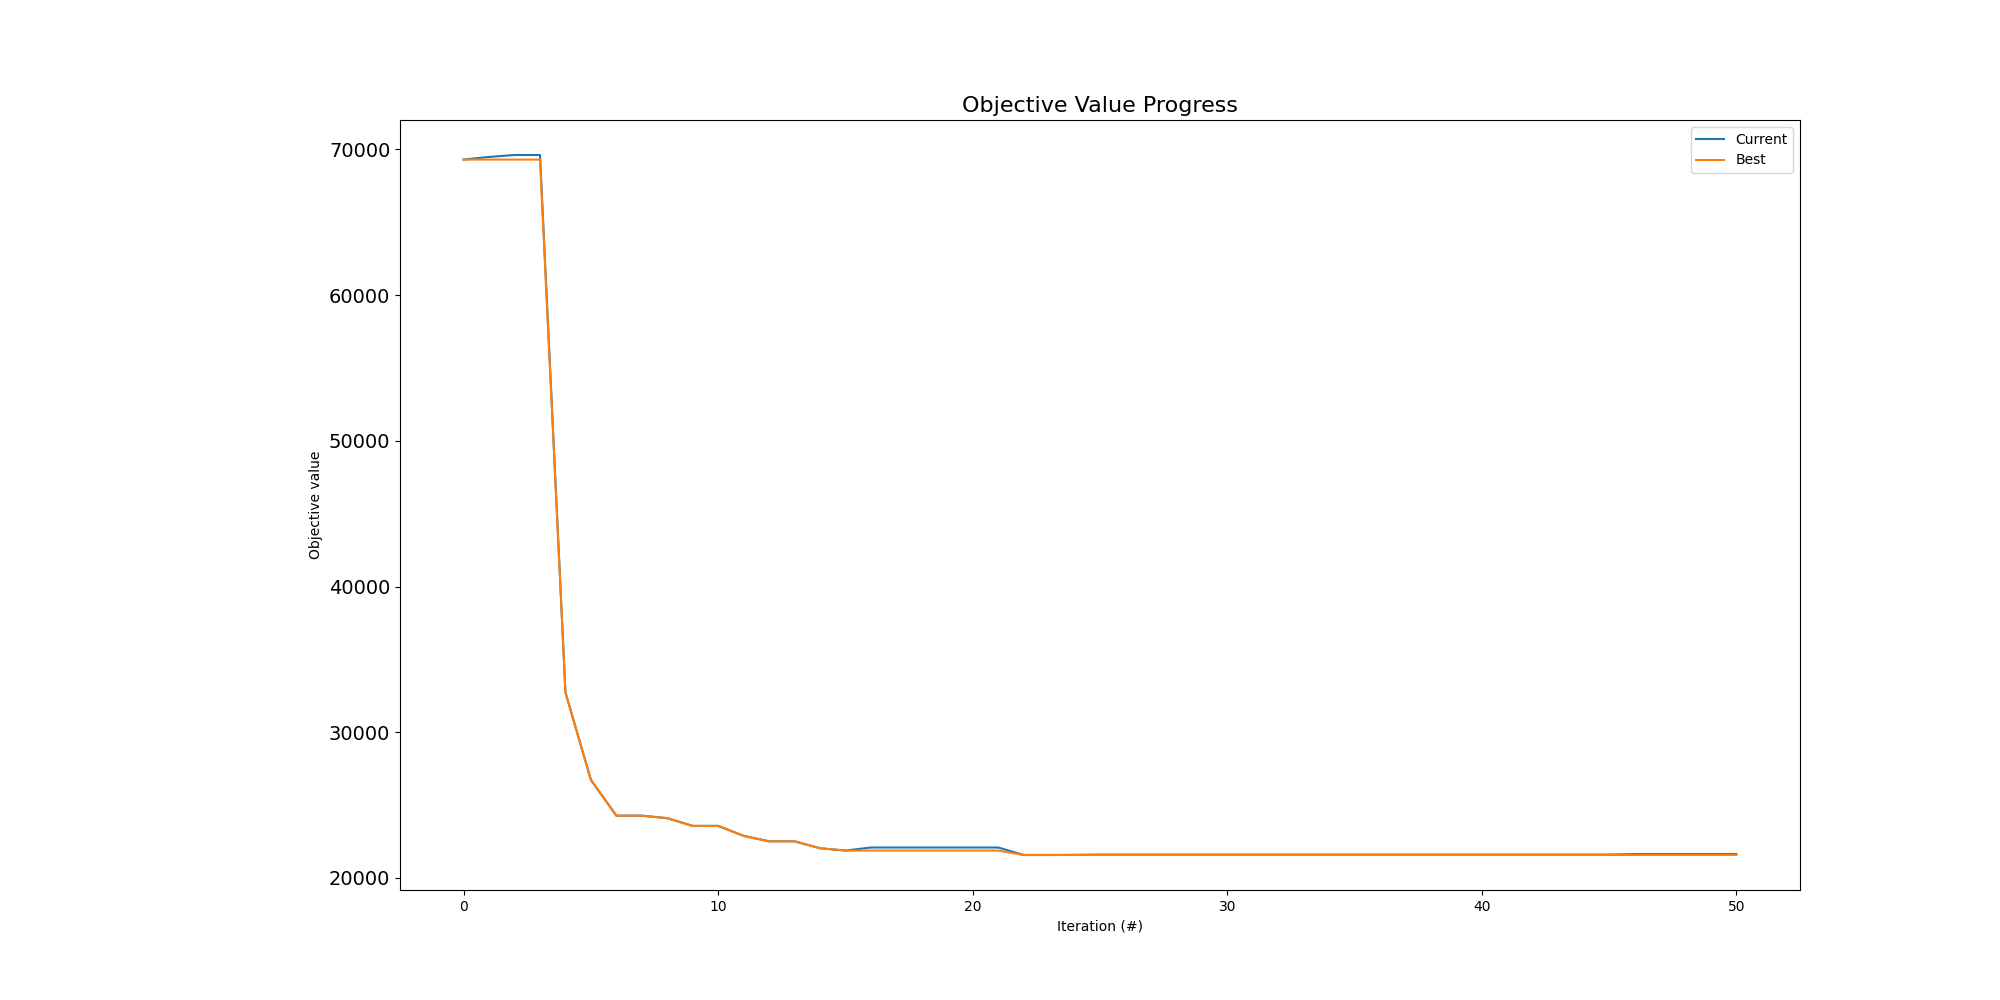 Objective Value Progress
Current
Best
70000
60000
50000
40000
30000
20000
Objective value
0 10 20 30 40 50
Iteration (#)